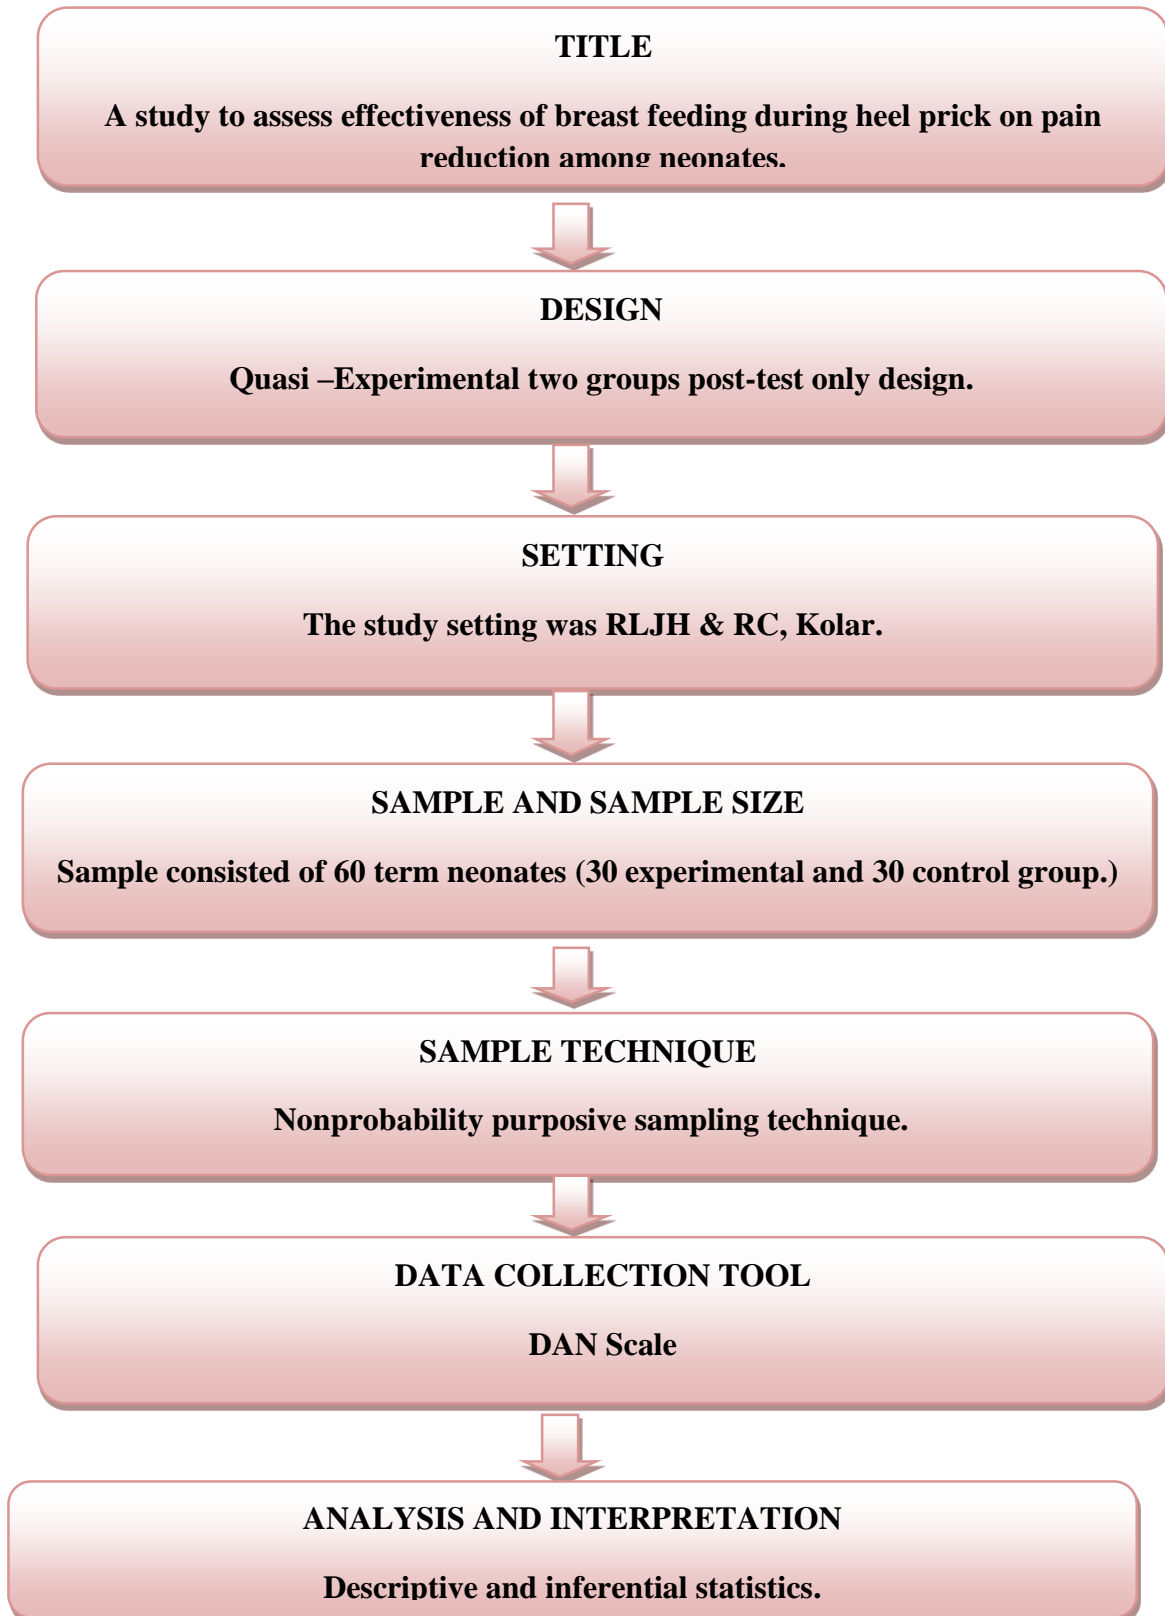 TITLE
A study to assess effectiveness of breast feeding during heel prick on pain
reduction among neonates.
DESIGN
Quasi –Experimental two groups post-test only design.
SETTING
The study setting was RLJH & RC, Kolar.
SAMPLE AND SAMPLE SIZE
Sample consisted of 60 term neonates (30 experimental and 30 control group.)
SAMPLE TECHNIQUE
Nonprobability purposive sampling technique.
DATA COLLECTION TOOL
DAN Scale
ANALYSIS AND INTERPRETATION
Descriptive and inferential statistics.